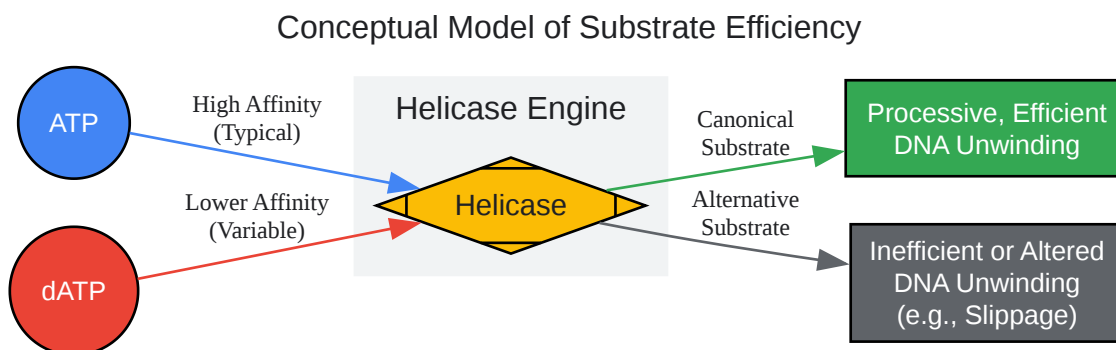 Conceptual Model of Substrate Efficiency
ATP
High Affinity
(Typical)
Helicase Engine
Canonical
Substrate
Processive, Efficient
DNA Unwinding
Lower Affinity
(Variable)
Helicase
Alternative
Substrate
dATP
Inefficient or Altered
DNA Unwinding
(e.g., Slippage)